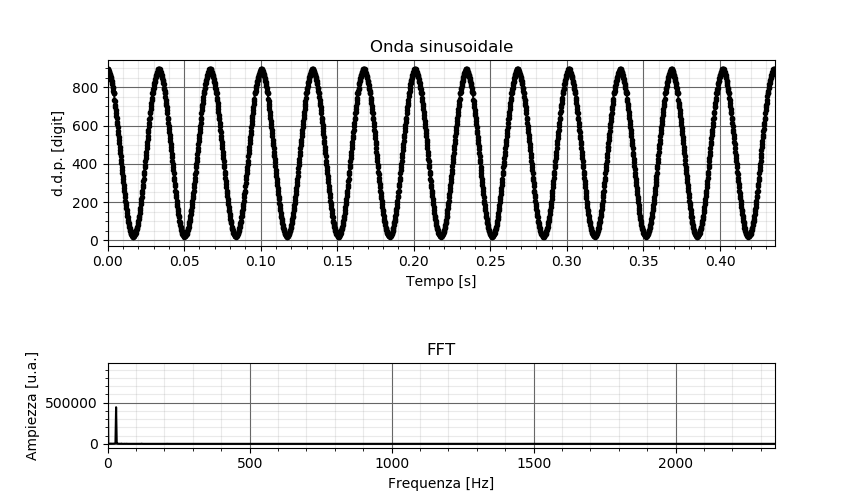 Onda sinusoidale
d.d.p. [digit]
800
600
400
200
0
0.00 0.05 0.10 0.15 0.20 0.25 0.30 0.35 0.40
Tempo [s]
FFT
Ampiezza [u.a.]
500000
0
0 500 1000 1500 2000
Frequenza [Hz]